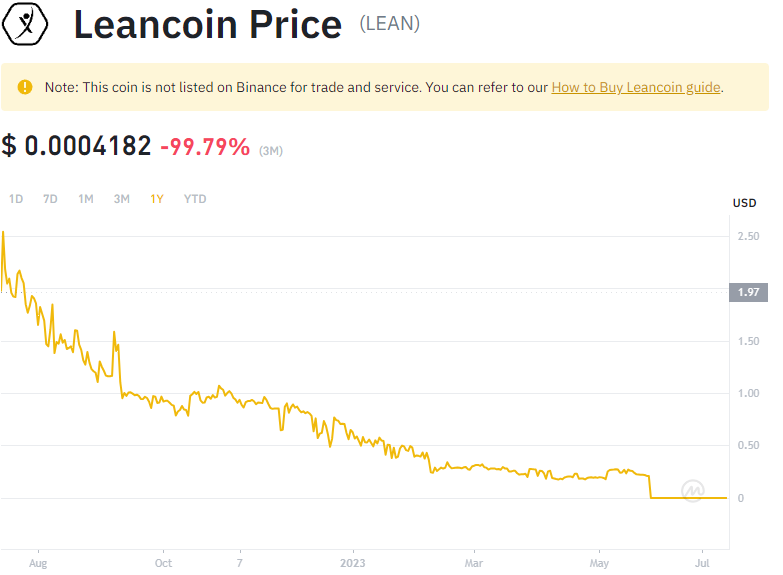 Leancoin Price (LEAN)
Note: This coin is not listed on Binance for trade and service. You can refer to our How to Buy Leancoin guide.
$ 0.0004182 -99.79% (3M)
1D 7D 1M 3M 1Y YTD
USD
2.50
1.97
1.50
1.00
0.50
0
Aug Oct 7 2023 Mar May Jul